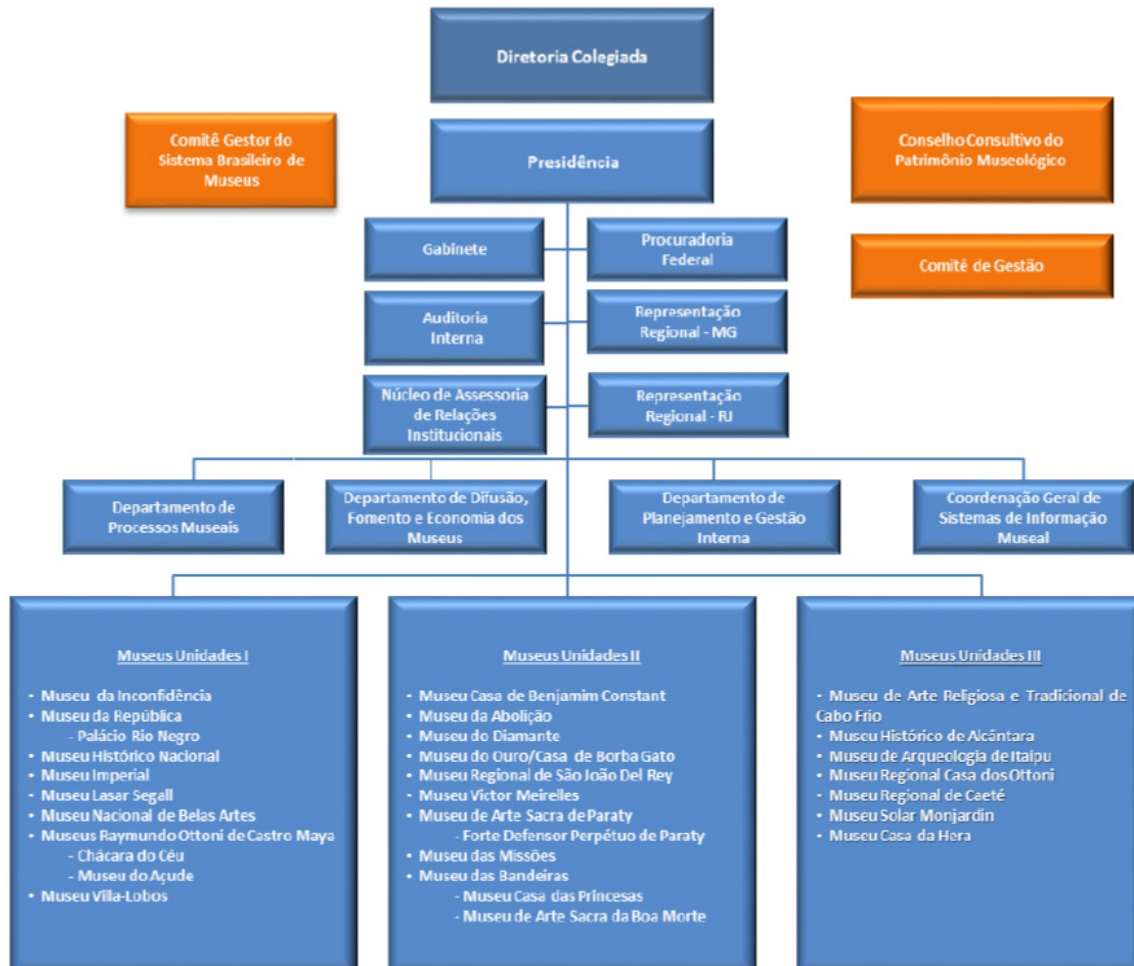 Diretoria Colegiada
Comitê Gestor do
Sistema Brasileiro de
Museus
Presidência
Conselho Consultivo do
Patrimônio Museológico
Comitê de Gestão
Gabinete
Procuradoria
Federal
Auditoria
Interna
Representação
Regional - MG
Núcleo de Assessoria
de Relações
Institucionais
Representação
Regional - RJ
Departamento de
Processos Museais
Departamento de Difusão,
Fomento e Economia dos
Museus
Departamento de
Planejamento e Gestão
Interna
Coordenação Geral de
Sistemas de Informação
Museal
Museus Unidades I
• Museu da Inconfidência
• Museu da República
- Palácio Rio Negro
• Museu Histórico Nacional
• Museu Imperial
• Museu Lasar Segall
• Museu Nacional de Belas Artes
• Museus Raymundo Ottoni de Castro Maya
- Chácara do Céu
- Museu do Açude
• Museu Villa-Lobos
Museus Unidades II
• Museu Casa de Benjamim Constant
• Museu da Abolição
• Museu do Diamante
• Museu do Ouro/Casa de Borba Gato
• Museu Regional de São João Del Rey
• Museu Victor Meirelles
• Museu de Arte Sacra de Paraty
- Forte Defensor Perpétuo de Paraty
• Museu das Missões
• Museu das Bandeiras
- Museu Casa das Princesas
- Museu de Arte Sacra da Boa Morte
Museus Unidades III
• Museu de Arte Religiosa e Tradicional de
Cabo Frio
• Museu Histórico de Alcântara
• Museu de Arqueologia de Itaipu
• Museu Regional Casa dos Ottoni
• Museu Regional de Caeté
• Museu Solar Monjardin
• Museu Casa da Hera